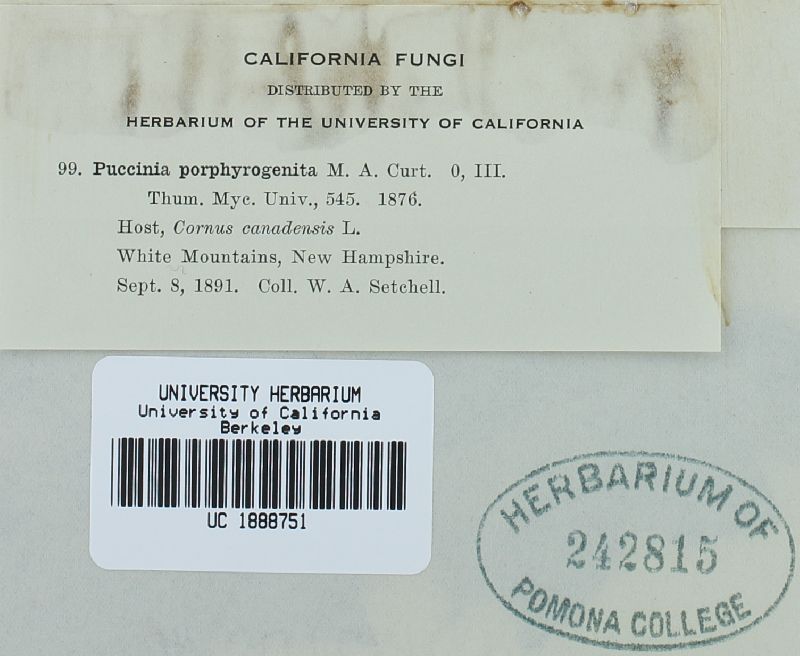 CALIFORNIA FUNGI
DISTRIBUTED BY THE
HERBARIUM OF THE UNIVERSITY OF CALIFORNIA
99. Puccinia porphyrogenita M. A. Curt. 0, III.
Thum. Myc. Univ., 545. 1876.
Host, Cornus canadensis L.
White Mountains, New Hampshire.
Sept. 8, 1891. Coll. W. A. Setchell.
UNIVERSITY HERBARIUM
University of California
Berkeley
UC 1888751
HERBARIUM OF
242815
POMONA COLLEGE